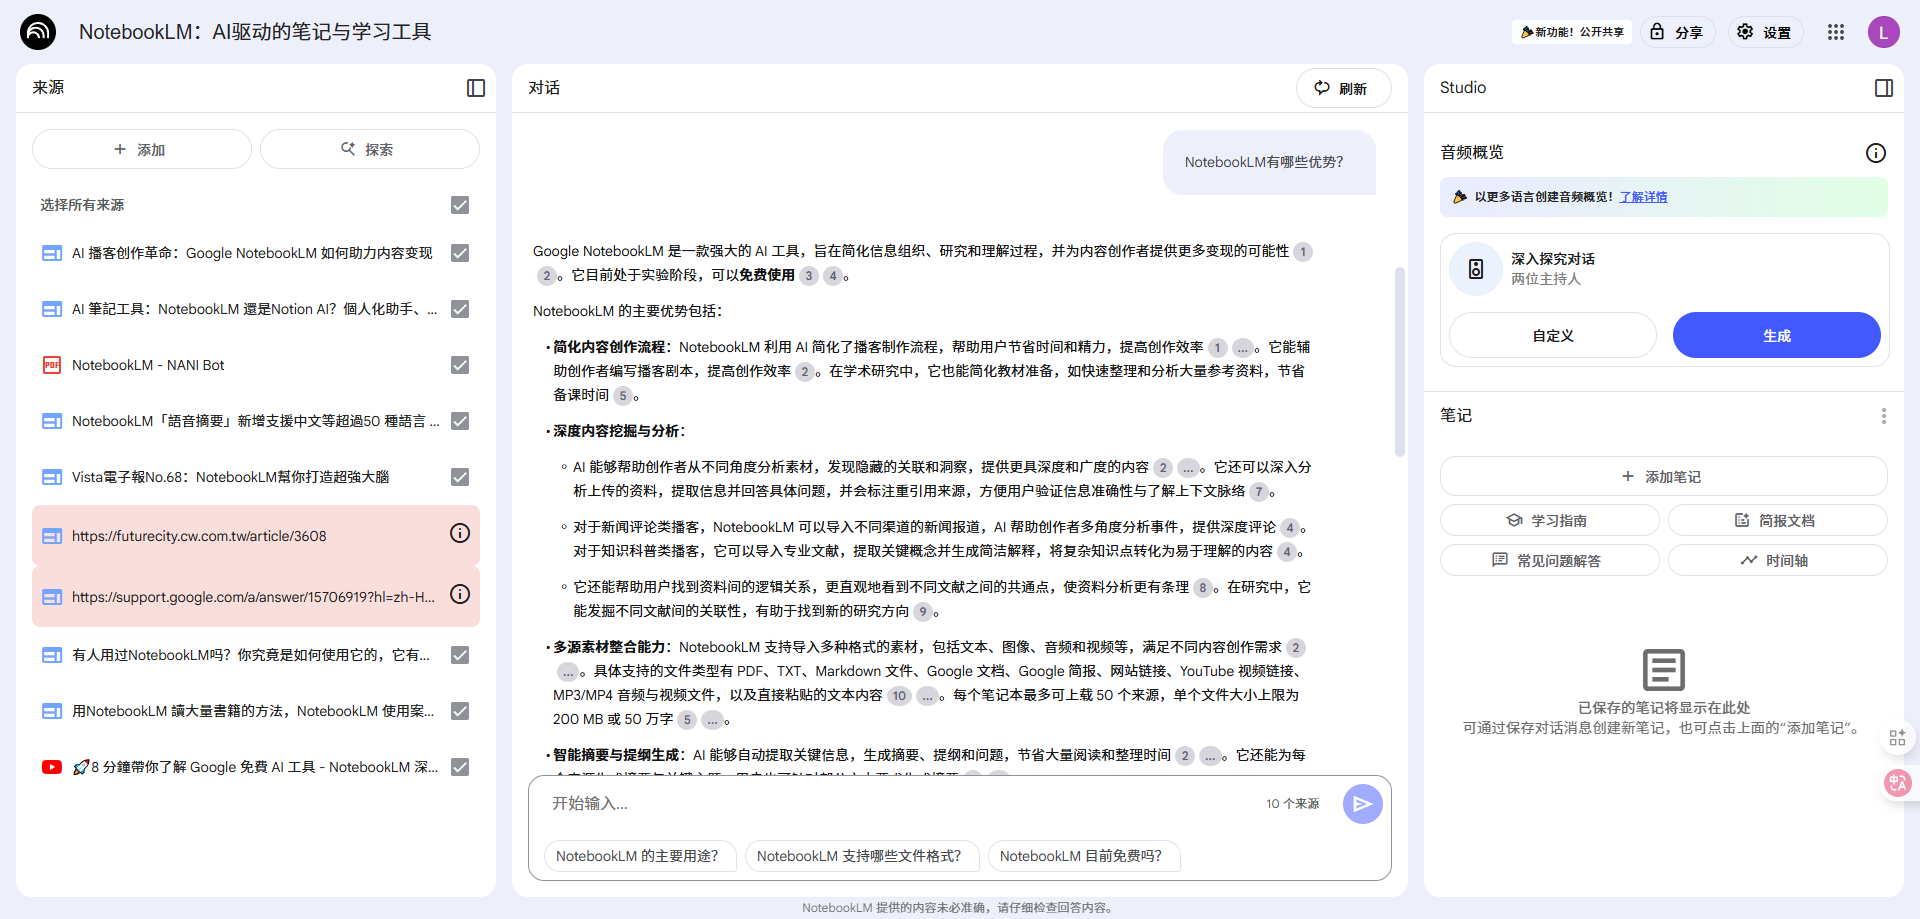 NotebookLM：AI驱动的笔记与学习工具
新功能！公开共享
分享
设置
L
来源
添加
探索
选择所有来源
AI 播客创作革命：Google NotebookLM 如何助力内容变现
AI 筆記工具：NotebookLM 還是Notion AI？個人化助手、...
PDF NotebookLM - NANI Bot
NotebookLM「語音摘要」新增支援中文等超過50 種語言 ...
Vista電子報No.68：NotebookLM幫你打造超強大腦
https://futurecity.cw.com.tw/article/3608
https://support.google.com/a/answer/15706919?hl=zh-H...
有人用过NotebookLM吗？你究竟是如何使用它的，它有...
用NotebookLM 讀大量書籍的方法，NotebookLM 使用案...
🚀8 分鐘帶你了解 Google 免費 AI 工具 - NotebookLM 深...
对话
刷新
NotebookLM有哪些优势？
Google NotebookLM 是一款强大的 AI 工具，旨在简化信息组织、研究和理解过程，并为内容创作者提供更多变现的可能性 1
2 。它目前处于实验阶段，可以免费使用 3 4 。
NotebookLM 的主要优势包括：
• 简化内容创作流程：NotebookLM 利用 AI 简化了播客制作流程，帮助用户节省时间和精力，提高创作效率 1 ... 。它能辅
助创作者编写播客剧本，提高创作效率 2 。在学术研究中，它也能简化教材准备，如快速整理和分析大量参考资料，节省
备课时间 5 。
• 深度内容挖掘与分析：
◦ AI 能够帮助创作者从不同角度分析素材，发现隐藏的关联和洞察，提供更具深度和广度的内容 2 ... 。它还可以深入分
析上传的资料，提取信息并回答具体问题，并会标注重引用来源，方便用户验证信息准确性与了解上下文脉络 7 。
◦ 对于新闻评论类播客，NotebookLM 可以导入不同渠道的新闻报道，AI 帮助创作者多角度分析事件，提供深度评论 4 。
对于知识科普类播客，它可以导入专业文献，提取关键概念并生成简洁解释，将复杂知识点转化为易于理解的内容 4 。
◦ 它还能帮助用户找到资料间的逻辑关系，更直观地看到不同文献之间的共通点，使资料分析更有条理 8 。在研究中，它
能发掘不同文献间的关联性，有助于找到新的研究方向 9 。
• 多源素材整合能力：NotebookLM 支持导入多种格式的素材，包括文本、图像、音频和视频等，满足不同内容创作需求 2
... 。具体支持的文件类型有 PDF、TXT、Markdown 文件、Google 文档、Google 简报、网站链接、YouTube 视频链接、
MP3/MP4 音频与视频文件，以及直接粘贴的文本内容 10 ... 。每个笔记本最多可上载 50 个来源，单个文件大小上限为
200 MB 或 50 万字 5 ... 。
• 智能摘要与提纲生成：AI 能够自动提取关键信息，生成摘要、提纲和问题，节省大量阅读和整理时间 2 ... 。它还能为每
开始输入...
10 个来源
NotebookLM 的主要用途？
NotebookLM 支持哪些文件格式？
NotebookLM 目前免费吗？
NotebookLM 提供的内容未必准确，请仔细检查回答内容。
Studio
音频概览
以更多语言创建音频概览！了解详情
深入探究对话
两位主持人
自定义
生成
笔记
添加笔记
学习指南
简报文档
常见问题解答
时间轴
已保存的笔记将显示在此处
可通过保存对话消息创建新笔记，也可点击上面的“添加笔记”。